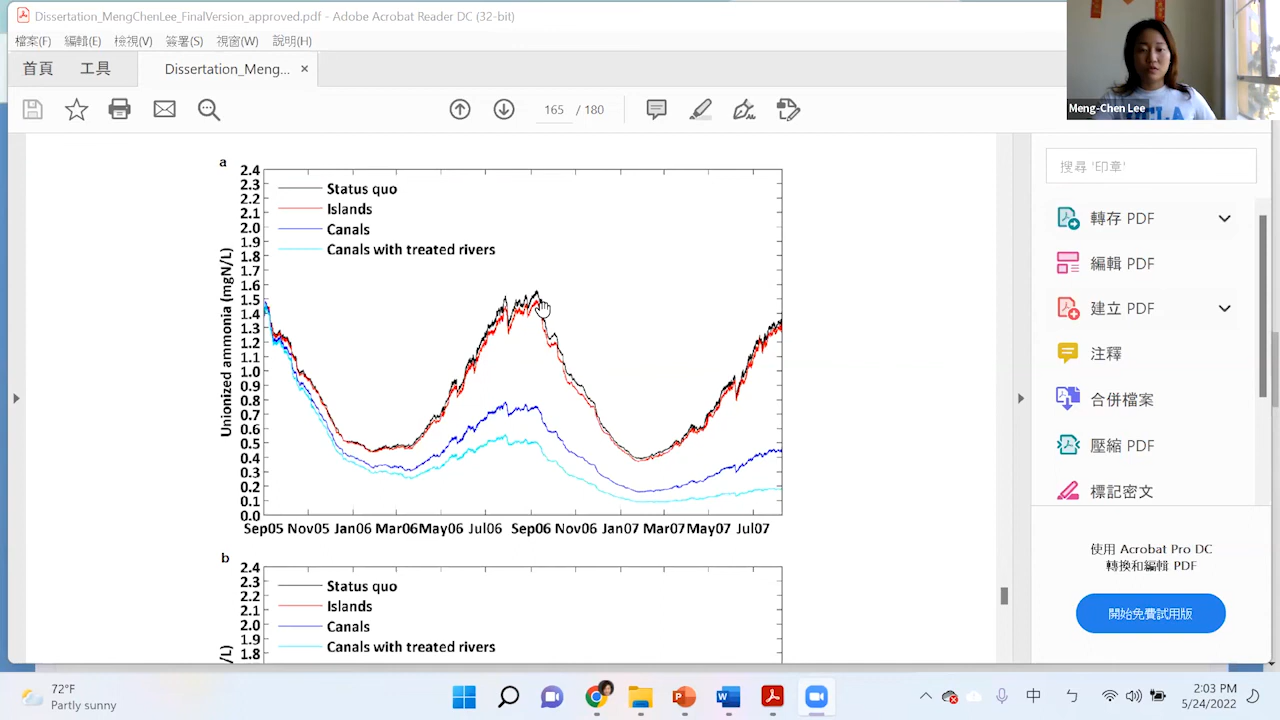 Dissertation_MengChenLee_FinalVersion_approved.pdf - Adobe Acrobat Reader DC (32-bit)
檔案(F) 編輯(E) 檢視(V) 簽署(S) 視窗(W) 說明(H)
首頁 工具 Dissertation_Meng... ×
165 / 180
Meng-Chen Lee
搜尋 '印章'
轉存 PDF
編輯 PDF
建立 PDF
注釋
合併檔案
壓縮 PDF
標記密文
使用 Acrobat Pro DC
轉換和編輯 PDF
開始免費試用版
a
Unionized ammonia (mgN/L)
2.4
2.3
2.2
2.1
2.0
1.9
1.8
1.7
1.6
1.5
1.4
1.3
1.2
1.1
1.0
0.9
0.8
0.7
0.6
0.5
0.4
0.3
0.2
0.1
0.0
Status quo
Islands
Canals
Canals with treated rivers
Sep05 Nov05 Jan06 Mar06 May06 Jul06 Sep06 Nov06 Jan07 Mar07 May07 Jul07
b
2.4
2.3
2.2
2.1
2.0
1.9
1.8
Status quo
Islands
Canals
Canals with treated rivers
/L)
72°F
Partly sunny
中
2:03 PM
5/24/2022